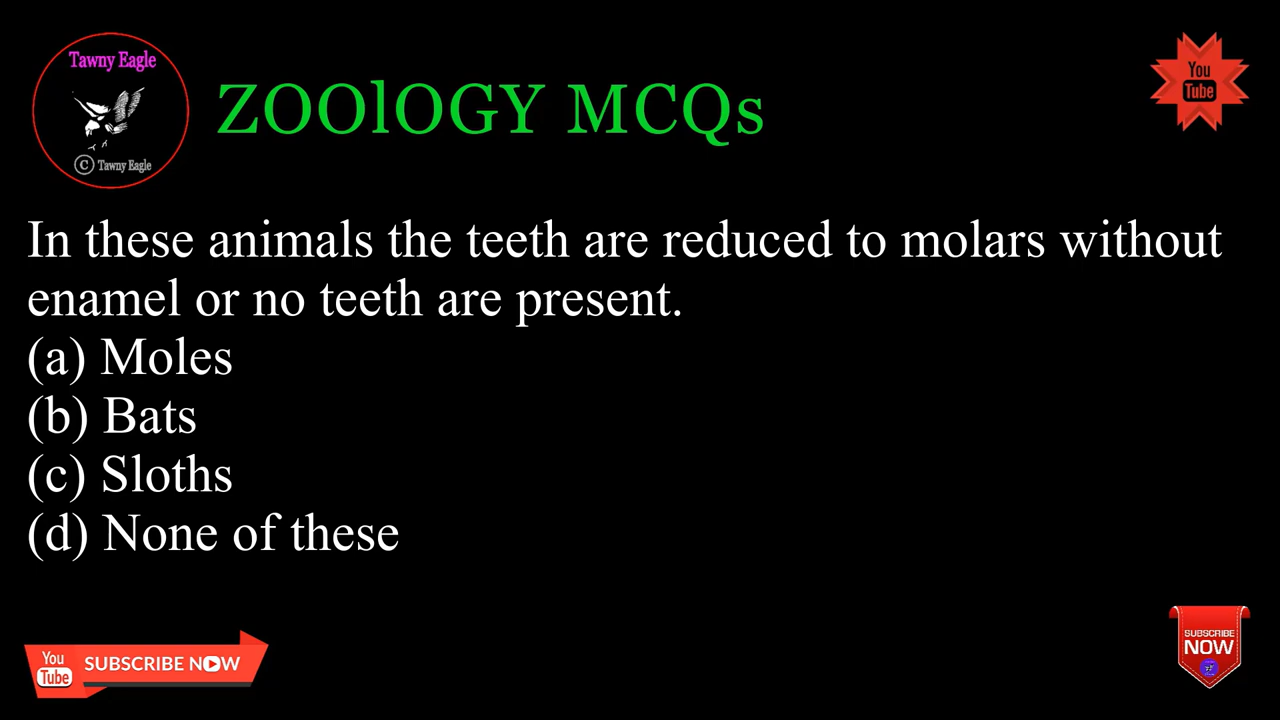 Tawny Eagle
© Tawny Eagle
ZOOlOGY MCQs
You
Tube
In these animals the teeth are reduced to molars without
enamel or no teeth are present.
(a) Moles
(b) Bats
(c) Sloths
(d) None of these
You
Tube
SUBSCRIBE NOW
SUBSCRIBE
NOW